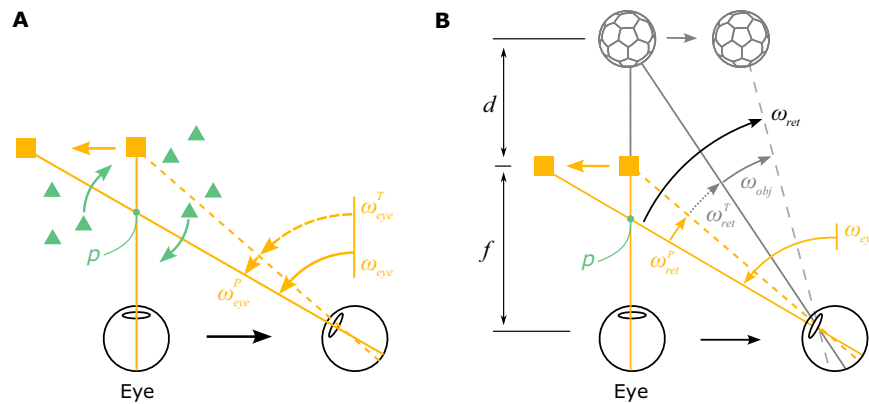 A
B
d
f
p
p
ω_eye^T
ω_eye
ω_eye^P
ω_ret
ω_obj
ω_ret^T
ω_ret^P
Eye
Eye